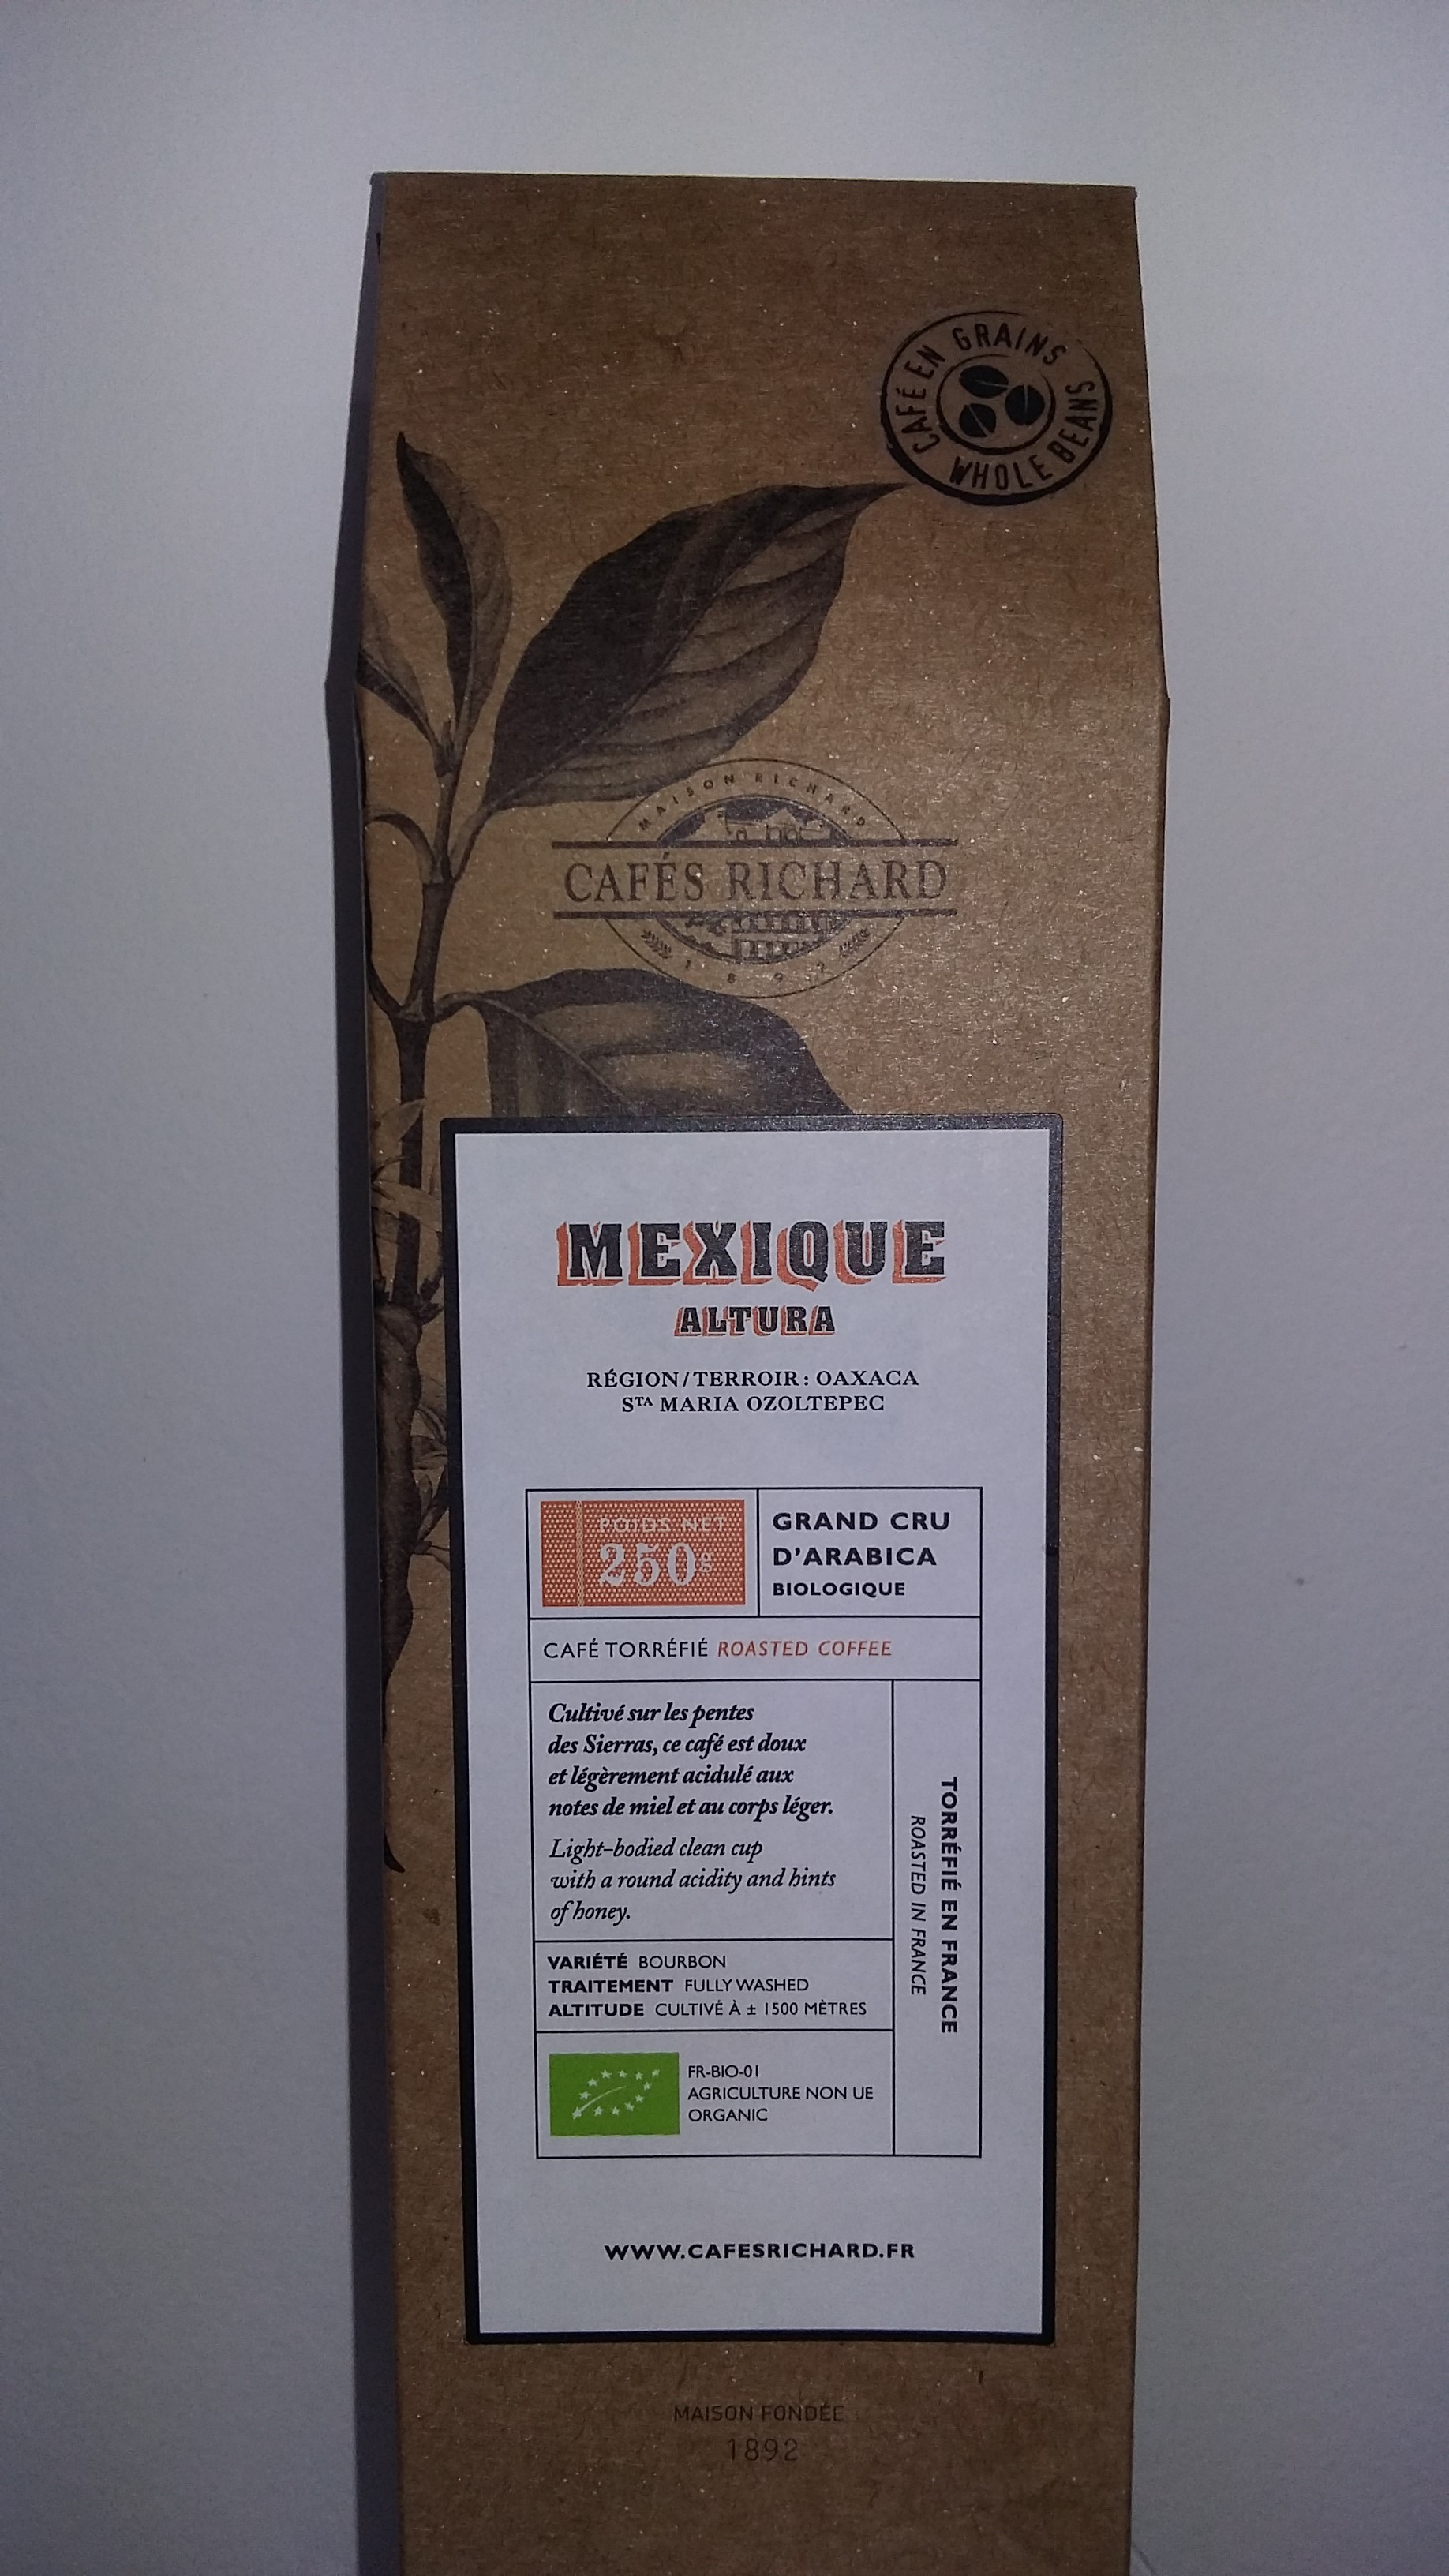 CAFÉ EN GRAINS
WHOLE BEANS
MAISON RICHARD
CAFÉS RICHARD
1892
MEXIQUE
ALTURA
RÉGION/TERROIR: OAXACA
STA MARIA OZOLTEPEC
POIDS NET
250g
GRAND CRU
D'ARABICA
BIOLOGIQUE
CAFÉ TORRÉFIÉ ROASTED COFFEE
Cultivé sur les pentes
des Sierras, ce café est doux
et légèrement acidulé aux
notes de miel et au corps léger.
Light-bodied clean cup
with a round acidity and hints
of honey.
TORRÉFIÉ EN FRANCE
ROASTED IN FRANCE
VARIÉTÉ BOURBON
TRAITEMENT FULLY WASHED
ALTITUDE CULTIVÉ À ± 1500 MÈTRES
FR-BIO-01
AGRICULTURE NON UE
ORGANIC
WWW.CAFESRICHARD.FR
MAISON FONDÉE
1892